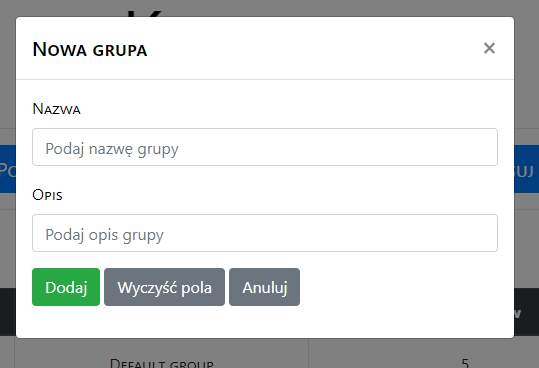 Nowa grupa
×
Nazwa
Podaj nazwę grupy
Opis
Podaj opis grupy
Dodaj Wyczyść pola Anuluj
Default group 5